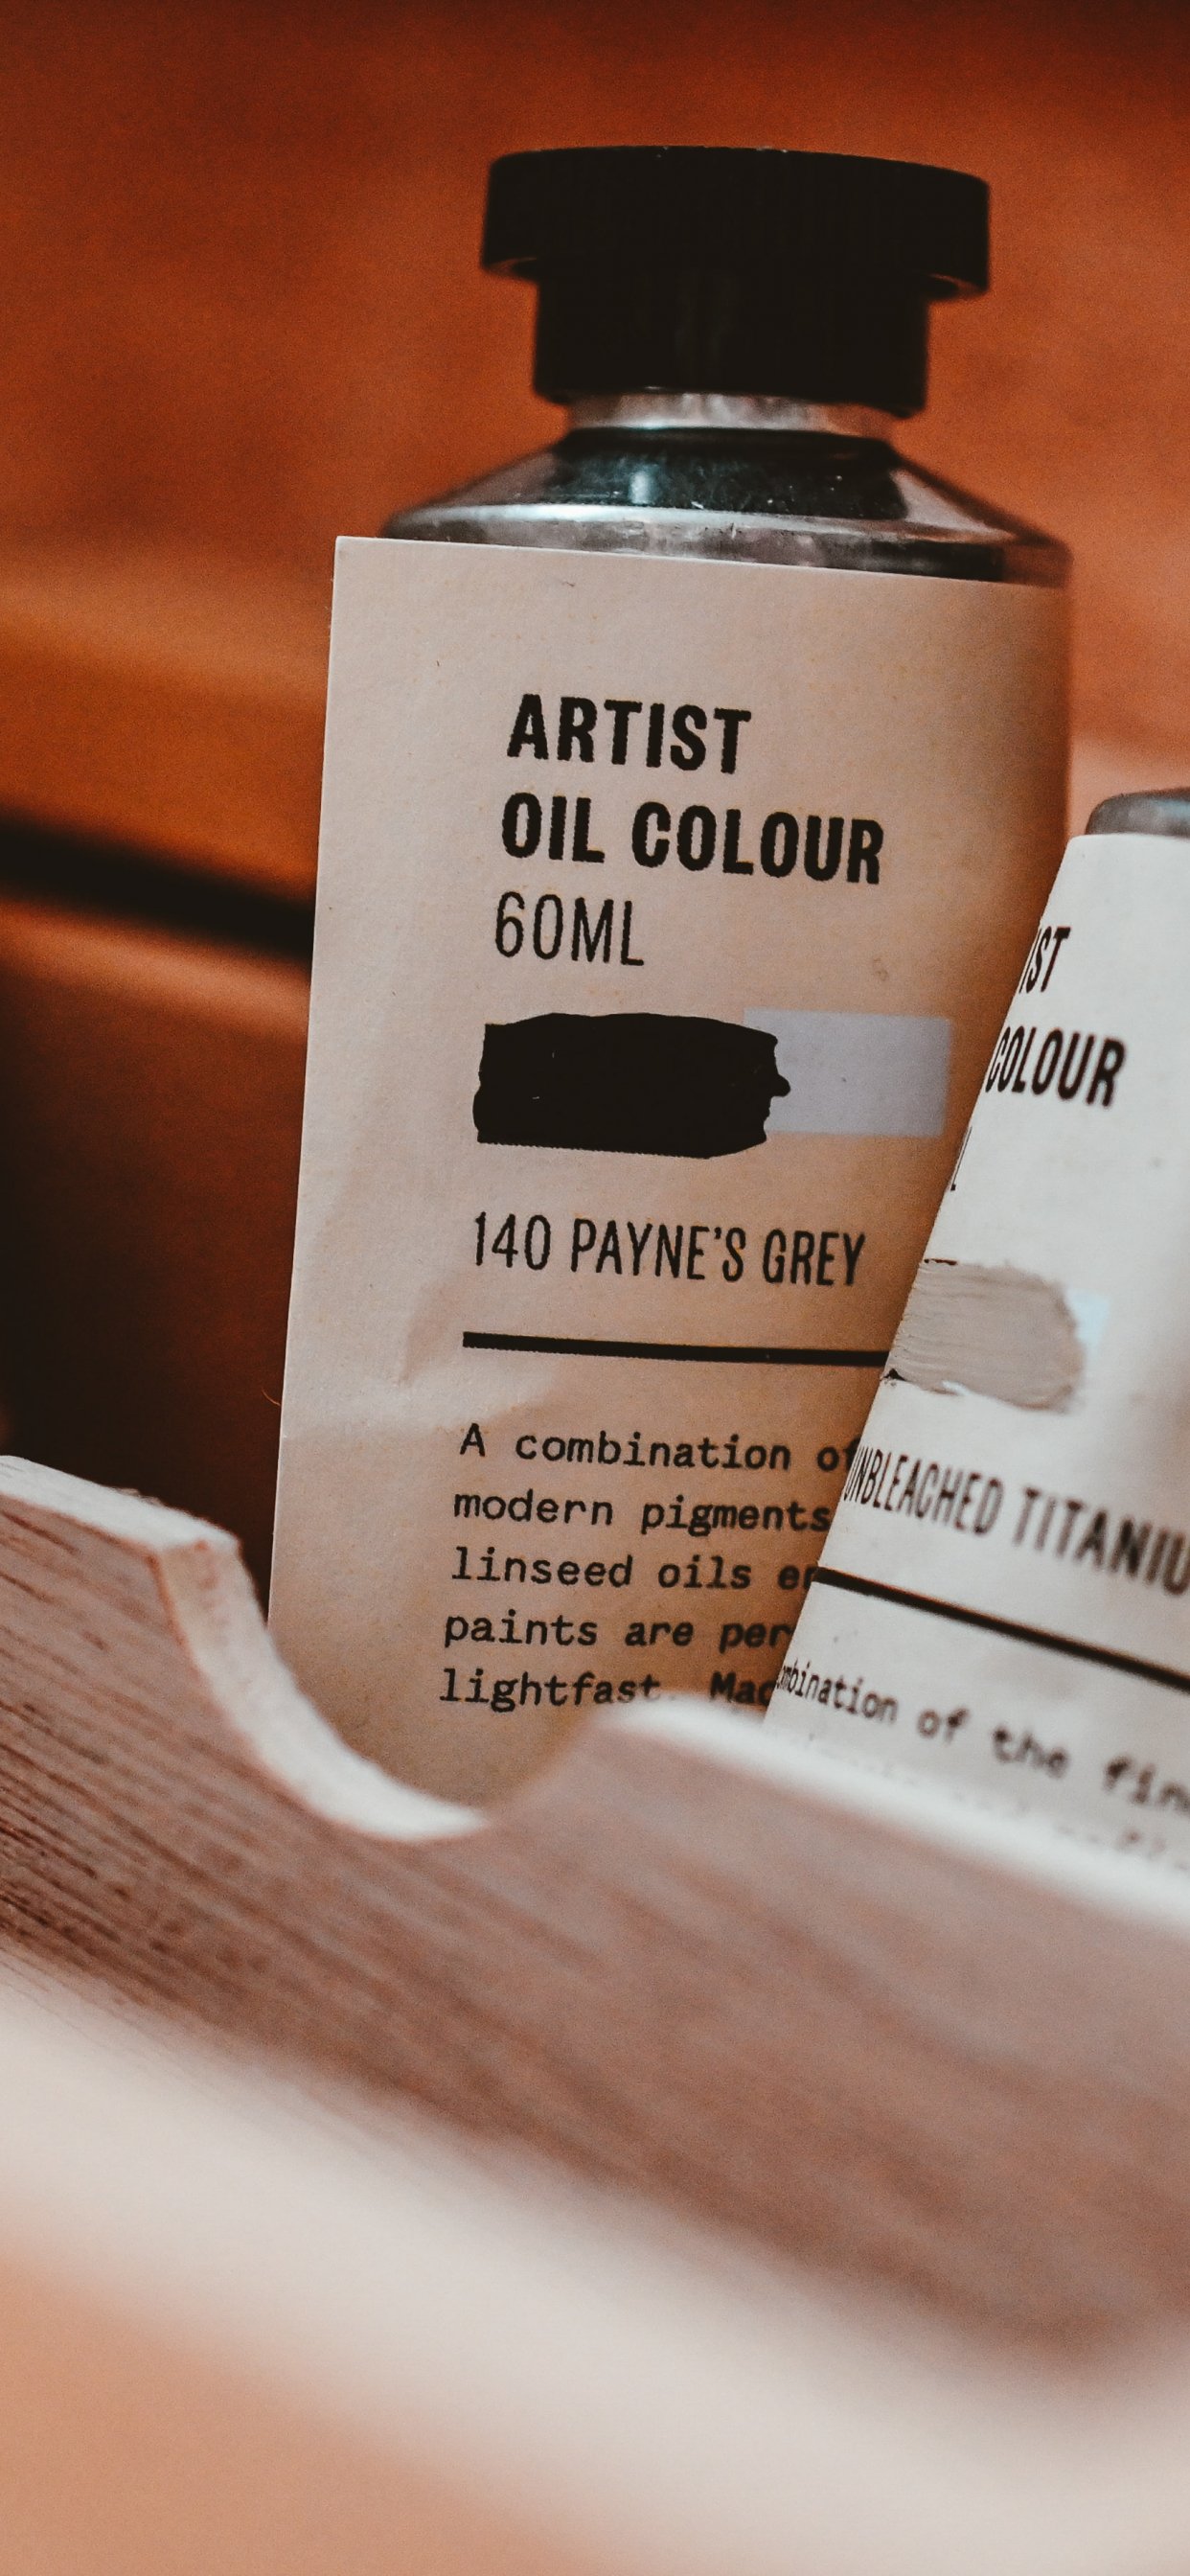 ARTIST
OIL COLOUR
60ML
140 PAYNE'S GREY
A combination of
modern pigments
linseed oils
paints are
lightfast.
COLOUR
UNBLEACHED TITANIU
of the